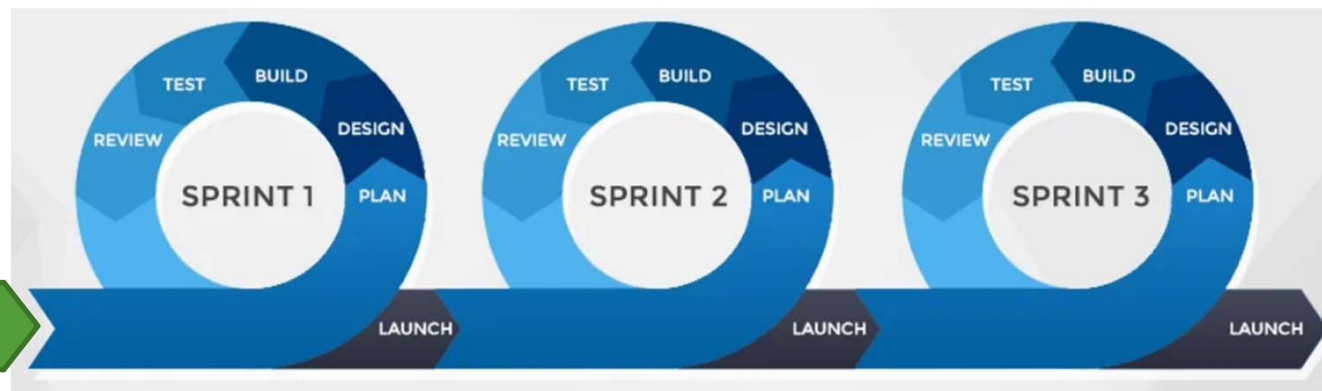 TEST
BUILD
REVIEW
DESIGN
SPRINT 1
PLAN
LAUNCH
TEST
BUILD
REVIEW
DESIGN
SPRINT 2
PLAN
LAUNCH
TEST
BUILD
REVIEW
DESIGN
SPRINT 3
PLAN
LAUNCH